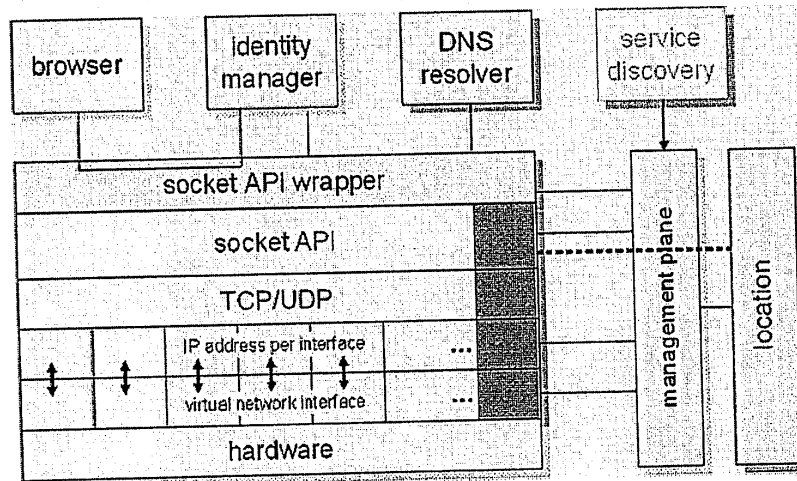 browser
identity
manager
DNS
resolver
service
discovery
socket API wrapper
socket API
TCP/UDP
IP address per interface
...
virtual network interface
...
hardware
management plane
location